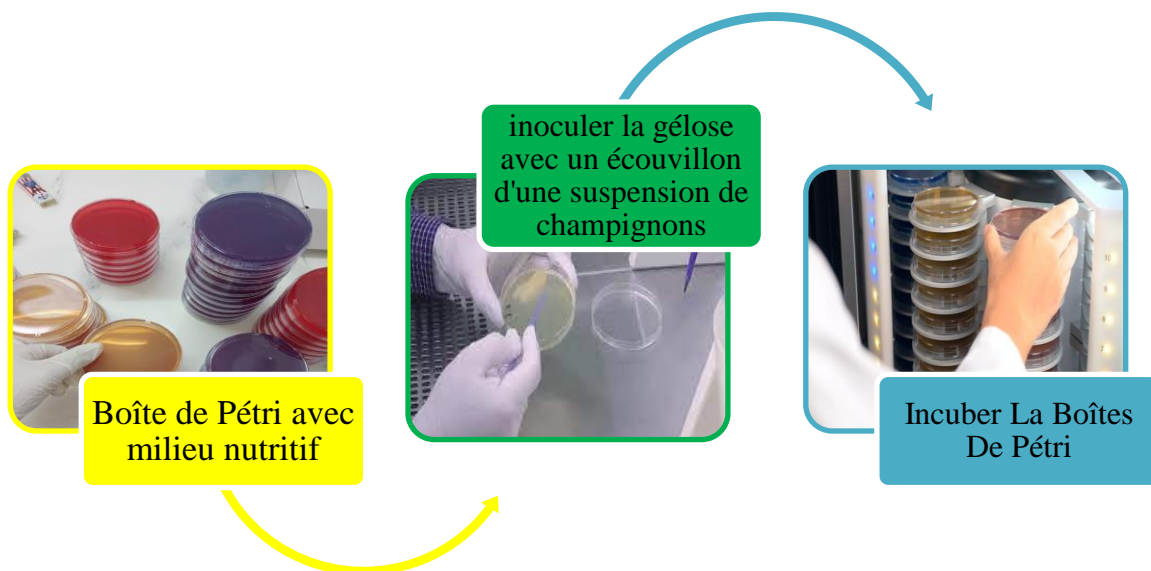 Boîte de Pétri avec
milieu nutritif
inoculer la gélose
avec un écouvillon
d'une suspension de
champignons
Incuber La Boîtes
De Pétri